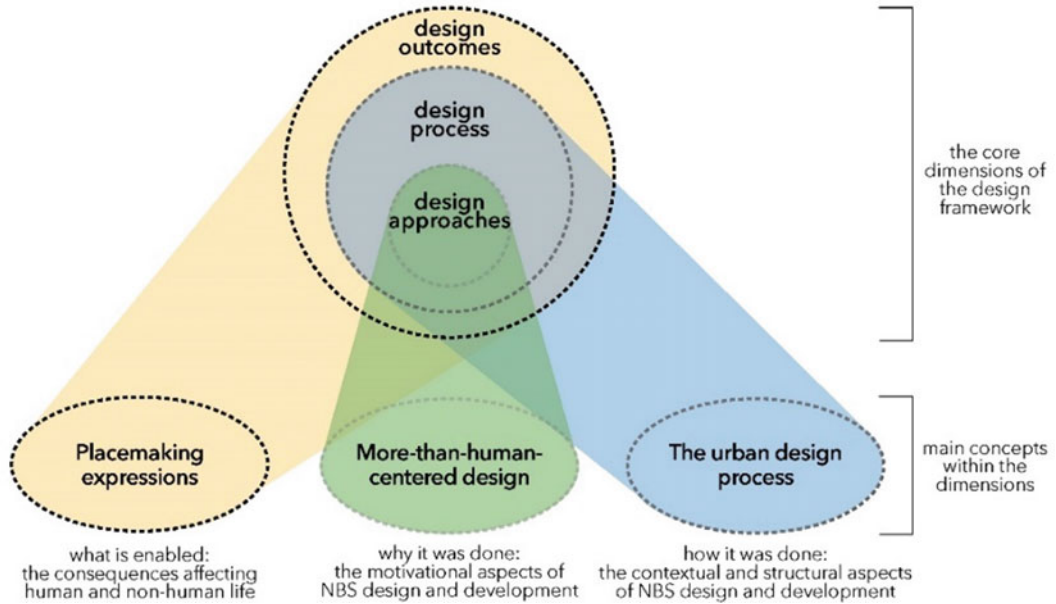 design
outcomes
design
process
design
approaches
the core
dimensions of
the design
framework
Placemaking
expressions
More-than-human-
centered design
The urban design
process
main concepts
within the
dimensions
what is enabled:
the consequences affecting
human and non-human life
why it was done:
the motivational aspects of
NBS design and development
how it was done:
the contextual and structural aspects
of NBS design and development